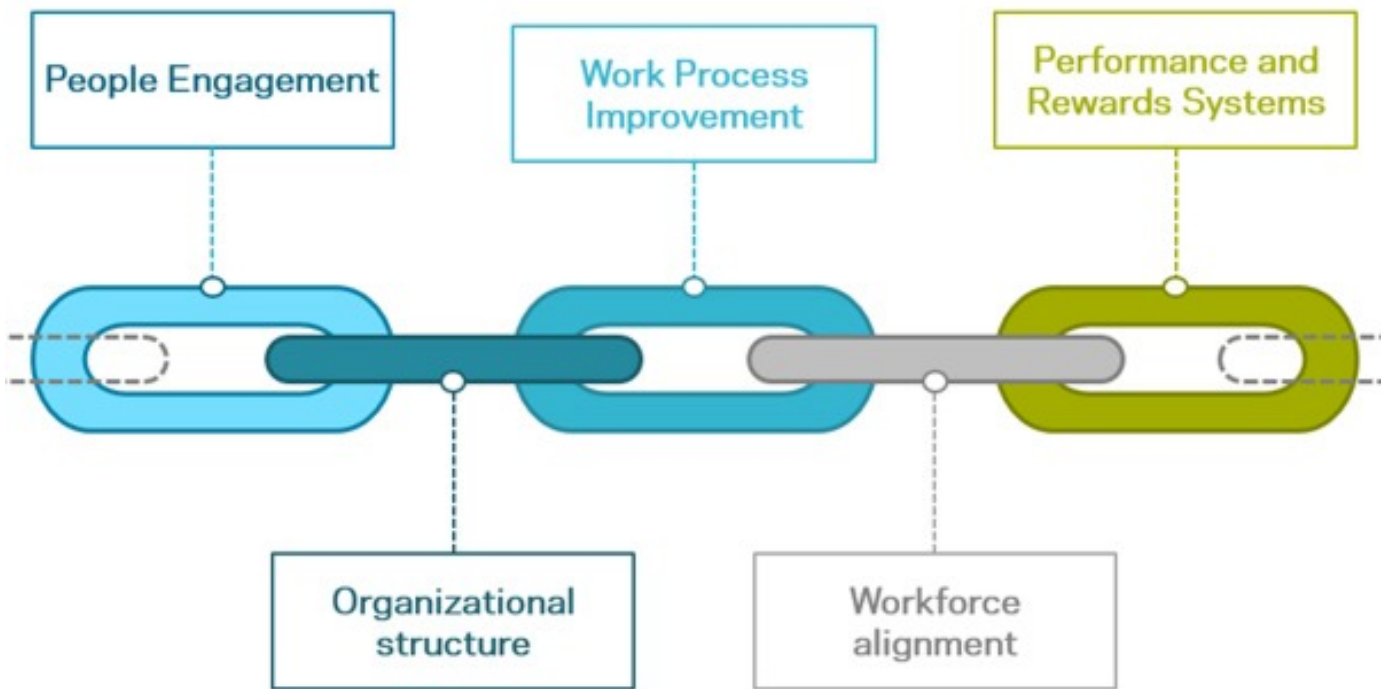 People Engagement
Work Process
Improvement
Performance and
Rewards Systems
Organizational
structure
Workforce
alignment